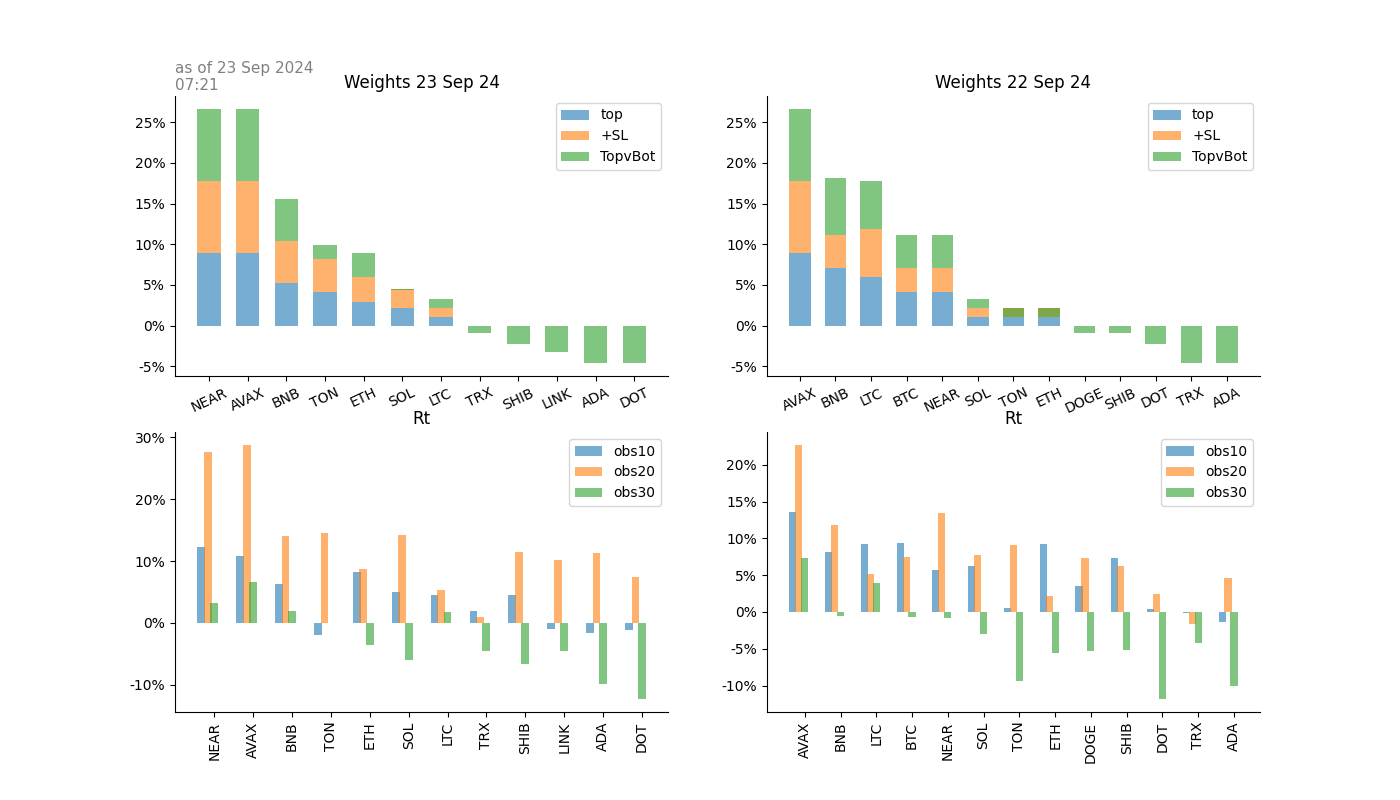 as of 23 Sep 2024
07:21
Weights 23 Sep 24
25%
20%
15%
10%
5%
0%
-5%
top
+SL
TopvBot
NEAR AVAX BNB TON ETH SOL LTC TRX SHIB LINK ADA DOT
Weights 22 Sep 24
25%
20%
15%
10%
5%
0%
-5%
top
+SL
TopvBot
AVAX BNB LTC BTC NEAR SOL TON ETH DOGE SHIB DOT TRX ADA
Rt
30%
20%
10%
0%
-10%
obs10
obs20
obs30
NEAR AVAX BNB TON ETH SOL LTC TRX SHIB LINK ADA DOT
Rt
20%
15%
10%
5%
0%
-5%
-10%
obs10
obs20
obs30
AVAX BNB LTC BTC NEAR SOL TON ETH DOGE SHIB DOT TRX ADA